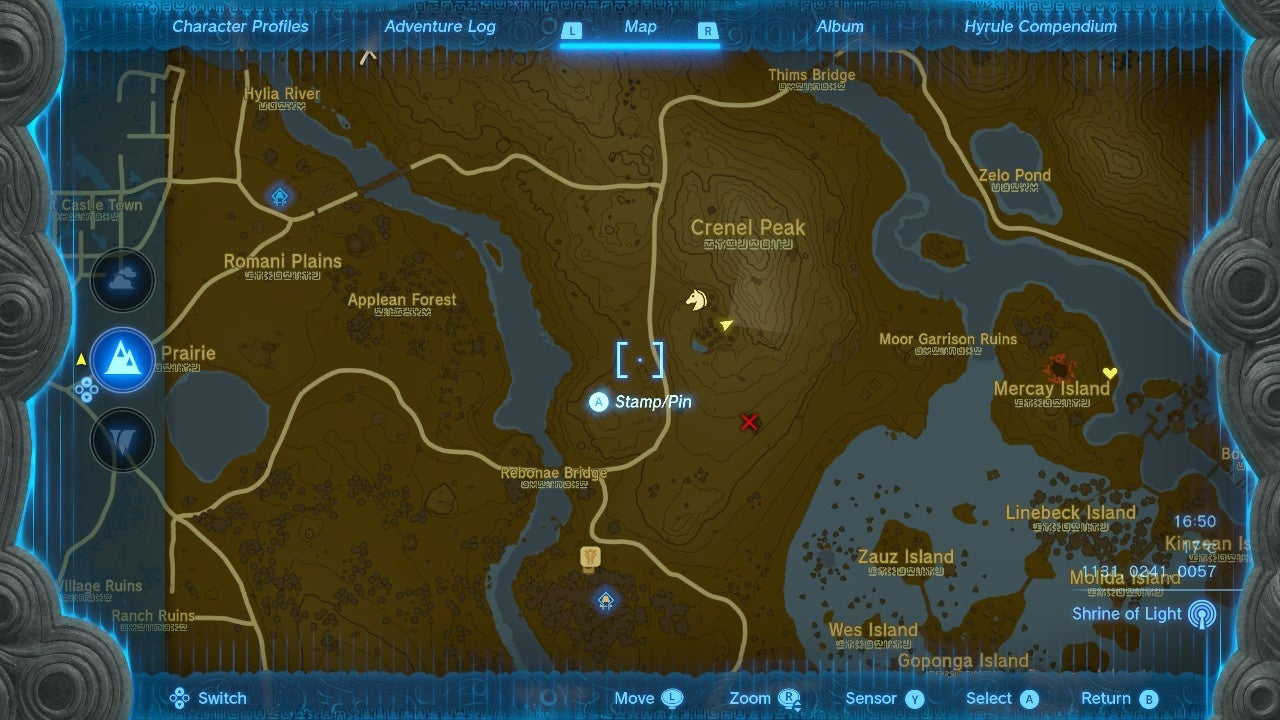 Character Profiles
Adventure Log
L
Map
R
Album
Hyrule Compendium
Thims Bridge
Hylia River
Zelo Pond
Castle Town
Crenel Peak
Romani Plains
Applean Forest
Moor Garrison Ruins
Prairie
Mercay Island
A Stamp/Pin
Rebonae Bridge
Linebeck Island
16:50
Zauz Island
1131 0241 0057
Molida Island
Village Ruins
Shrine of Light
Ranch Ruins
Wes Island
Goponga Island
Switch
Move L
Zoom R
Sensor Y
Select A
Return B